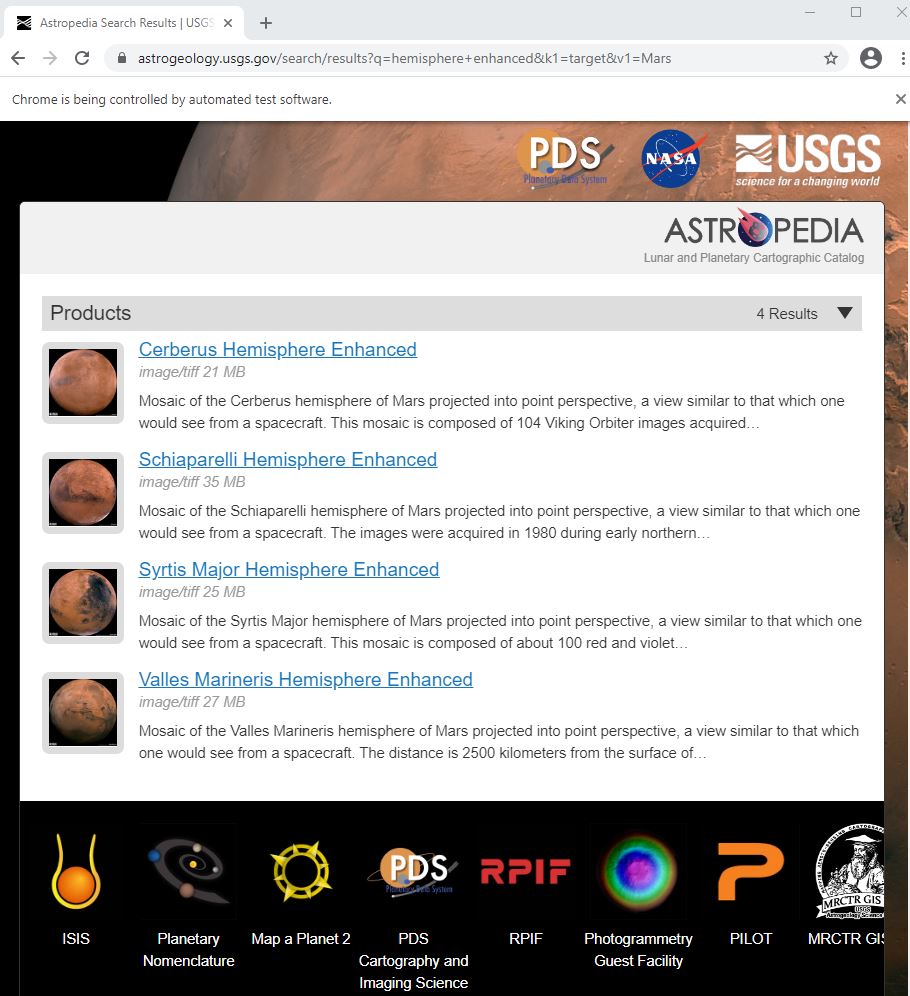 Astropedia Search Results | USGS
astrogeology.usgs.gov/search/results?q=hemisphere+enhanced&k1=target&v1=Mars
Chrome is being controlled by automated test software.
PDS
Planetary Data System
NASA
USGS
science for a changing world
ASTROPEDIA
Lunar and Planetary Cartographic Catalog
Products
4 Results
Cerberus Hemisphere Enhanced
image/tiff 21 MB
Mosaic of the Cerberus hemisphere of Mars projected into point perspective, a view similar to that which one
would see from a spacecraft. This mosaic is composed of 104 Viking Orbiter images acquired…
Schiaparelli Hemisphere Enhanced
image/tiff 35 MB
Mosaic of the Schiaparelli hemisphere of Mars projected into point perspective, a view similar to that which one
would see from a spacecraft. The images were acquired in 1980 during early northern…
Syrtis Major Hemisphere Enhanced
image/tiff 25 MB
Mosaic of the Syrtis Major hemisphere of Mars projected into point perspective, a view similar to that which one
would see from a spacecraft. This mosaic is composed of about 100 red and violet…
Valles Marineris Hemisphere Enhanced
image/tiff 27 MB
Mosaic of the Valles Marineris hemisphere of Mars projected into point perspective, a view similar to that which
one would see from a spacecraft. The distance is 2500 kilometers from the surface of…
PDS
Planetary Data System
RPIF
MRCTR GIS
USGS
ISIS
Planetary
Nomenclature
Map a Planet 2
PDS
Cartography and
Imaging Science
RPIF
Photogrammetry
Guest Facility
PILOT
MRCTR GIS